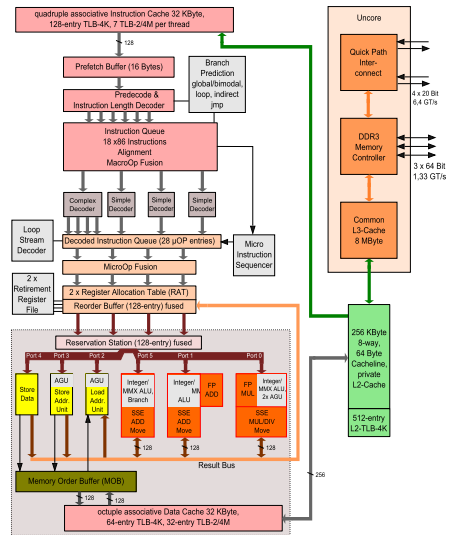 quadruple associative Instruction Cache 32 KByte,
128-entry TLB-4K, 7 TLB-2/4M per thread
128
Prefetch Buffer (16 Bytes)
Branch
Prediction
global/bimodal,
loop, indirect
jmp
Predecode &
Instruction Length Decoder
Instruction Queue
18 x86 Instructions
Alignment
MacroOp Fusion
Complex
Decoder
Simple
Decoder
Simple
Decoder
Simple
Decoder
Loop
Stream
Decoder
Decoded Instruction Queue (28 µOP entries)
Micro
Instruction
Sequencer
MicroOp Fusion
2 x
Retirement
Register
File
2 x Register Allocation Table (RAT)
Reorder Buffer (128-entry) fused
Reservation Station (128-entry) fused
Port 4
Port 3
Port 2
Port 5
Port 1
Port 0
Store
Data
AGU
Store
Addr.
Unit
AGU
Load
Addr.
Unit
Integer/
MMX ALU,
Branch
SSE
ADD
Move
Integer/
MMX
ALU
FP
ADD
SSE
ADD
Move
FP
MUL
Integer/
MMX ALU,
2x AGU
SSE
MUL/DIV
Move
128
128
128
Result Bus
Memory Order Buffer (MOB)
128
128
256
octuple associative Data Cache 32 KByte,
64-entry TLB-4K, 32-entry TLB-2/4M
Uncore
Quick Path
Inter-
connect
4 x 20 Bit
6,4 GT/s
DDR3
Memory
Controller
3 x 64 Bit
1,33 GT/s
Common
L3-Cache
8 MByte
256 KByte
8-way,
64 Byte
Cacheline,
private
L2-Cache
512-entry
L2-TLB-4K